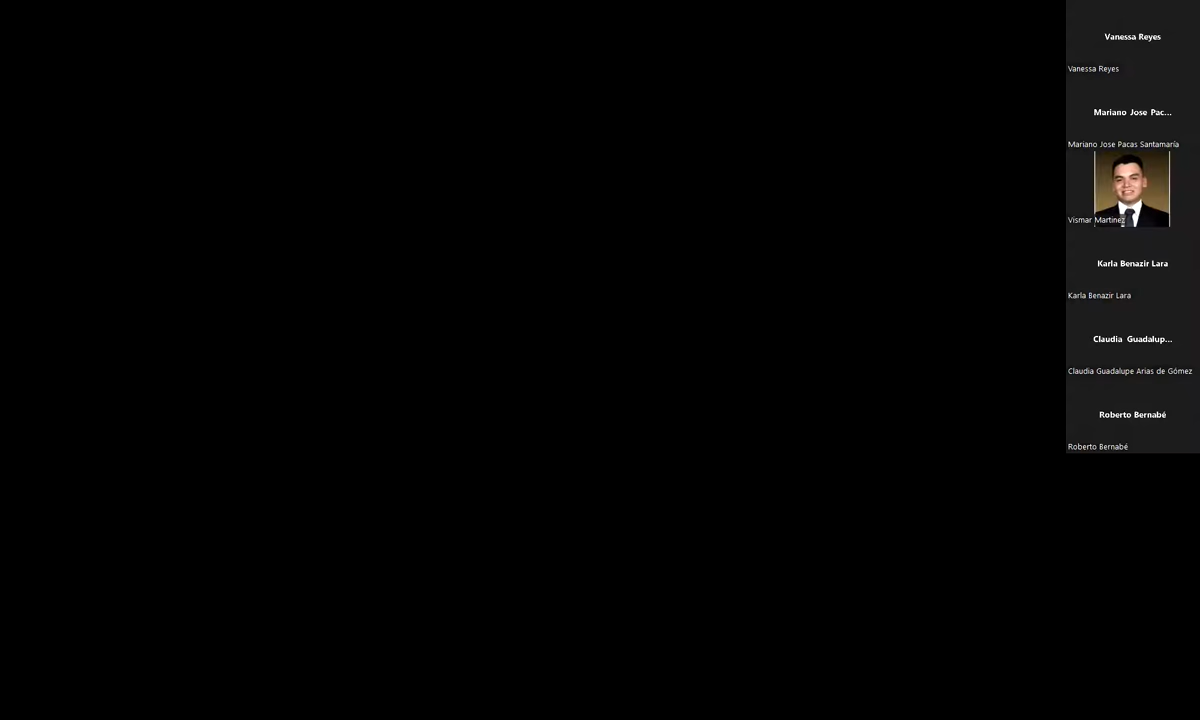 Vanessa Reyes
Vanessa Reyes
Mariano Jose Pac...
Mariano Jose Pacas Santamaría
Vismar Martinez
Karla Benazir Lara
Karla Benazir Lara
Claudia Guadalup...
Claudia Guadalupe Arias de Gómez
Roberto Bernabé
Roberto Bernabé